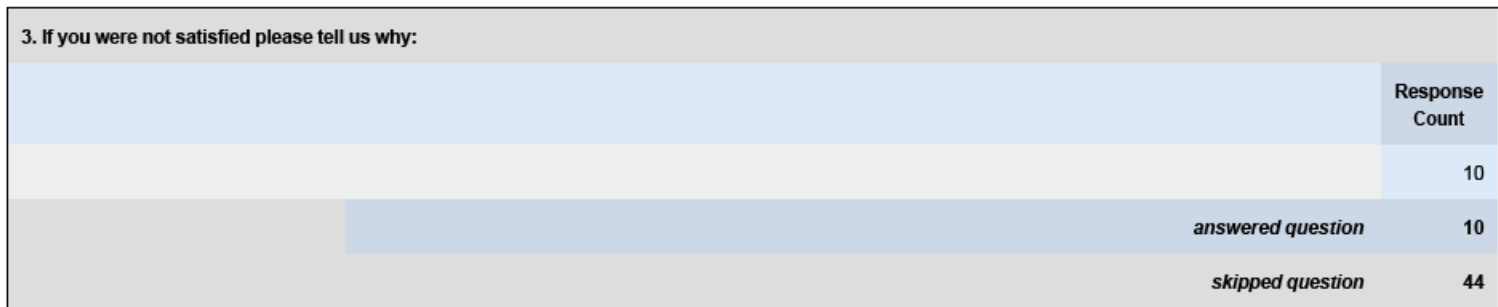 3. If you were not satisfied please tell us why:
Response
Count
10
answered question 10
skipped question 44